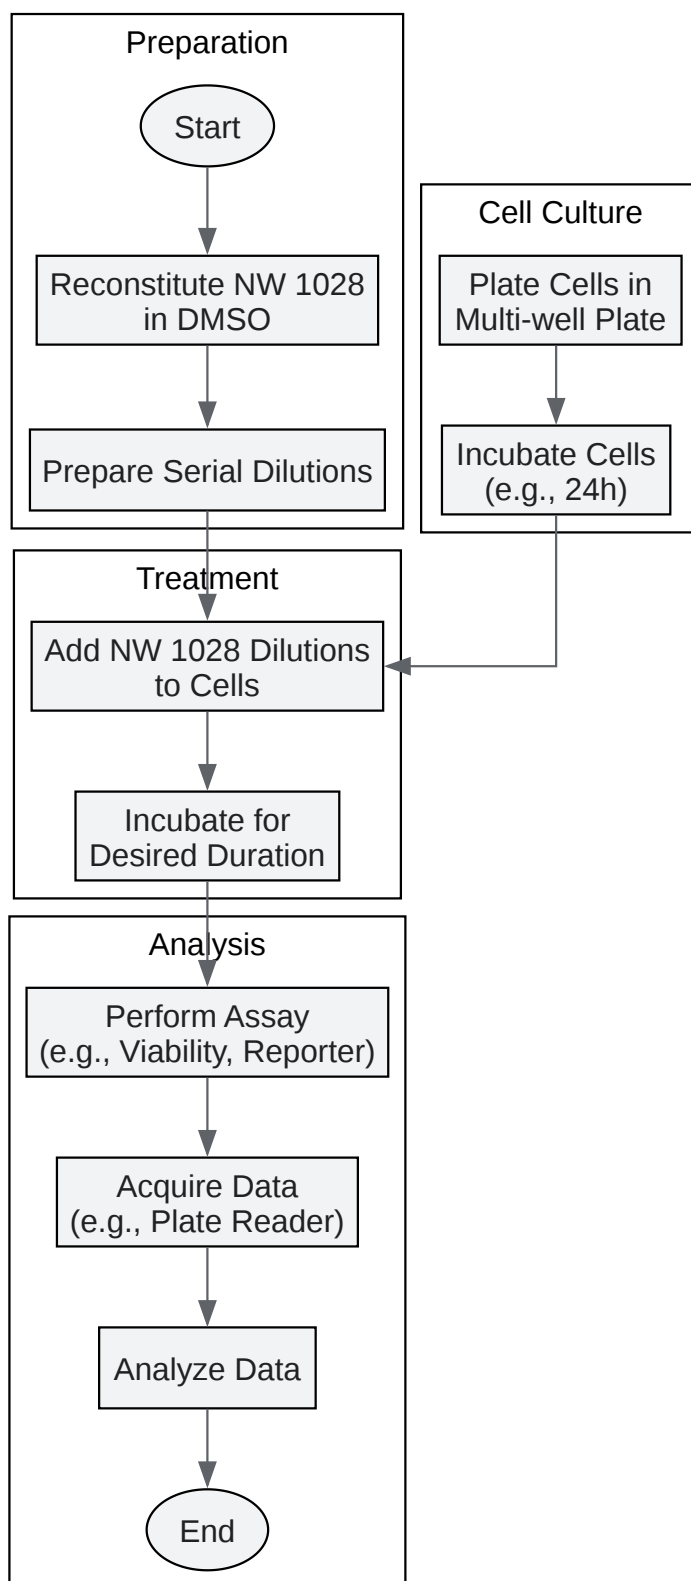 Preparation
Start
Reconstitute NW 1028
in DMSO
Prepare Serial Dilutions
Cell Culture
Plate Cells in
Multi-well Plate
Incubate Cells
(e.g., 24h)
Treatment
Add NW 1028 Dilutions
to Cells
Incubate for
Desired Duration
Analysis
Perform Assay
(e.g., Viability, Reporter)
Acquire Data
(e.g., Plate Reader)
Analyze Data
End